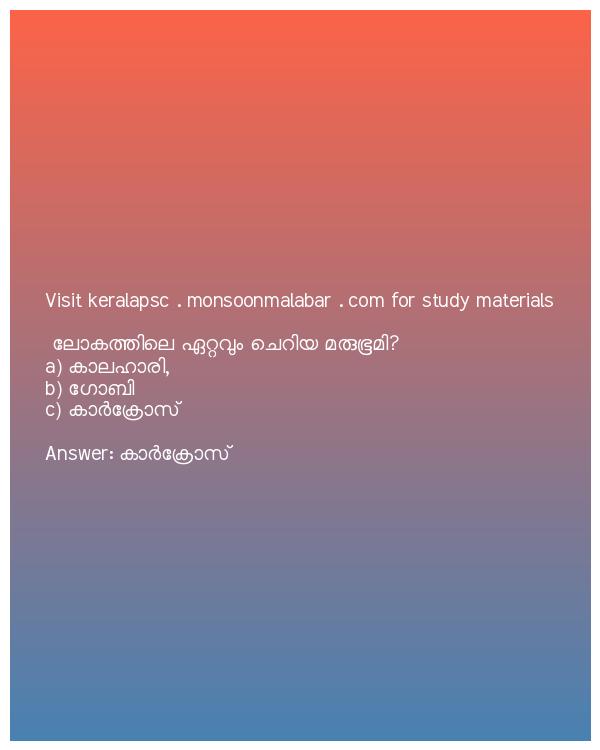 Visit keralapsc . monsoonmalabar . com for study materials
ലോകത്തിലെ ഏറ്റവും ചെറിയ മരുഭൂമി?
a) കാലഹാരി,
b) ഗോബി
c) കാർക്രോസ്
Answer: കാർക്രോസ്